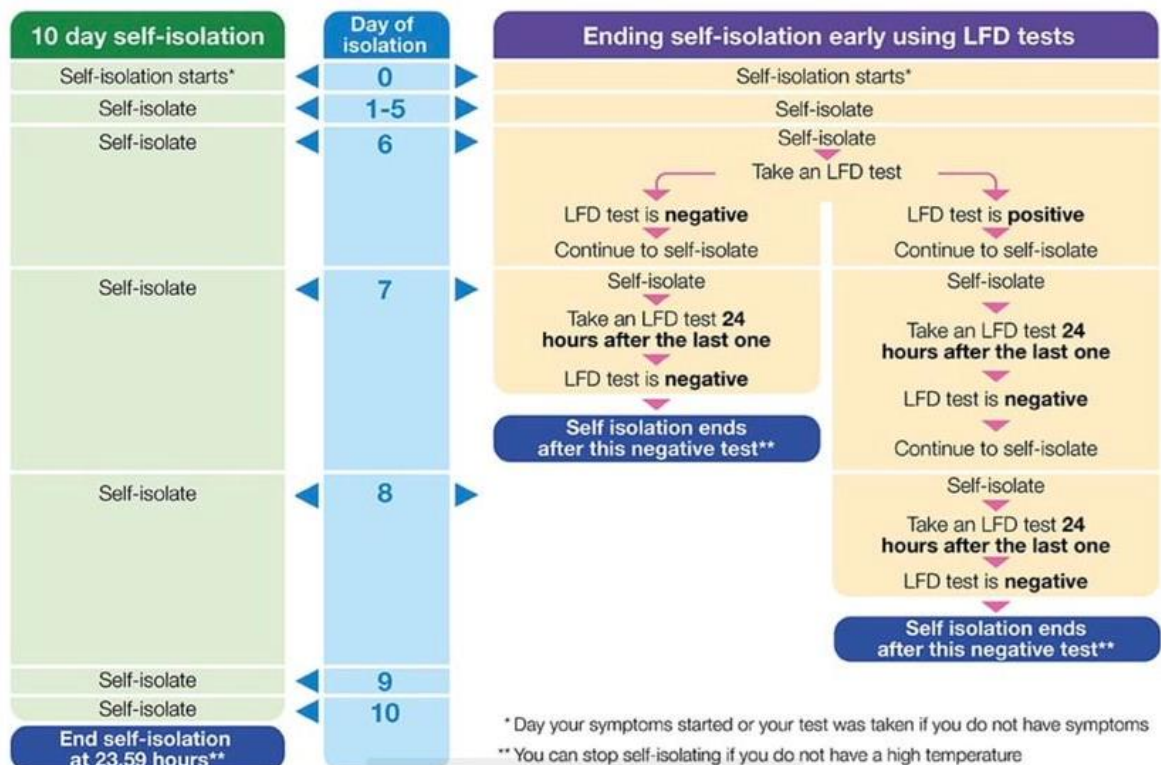 10 day self-isolation
Day of
isolation
Ending self-isolation early using LFD tests
Self-isolation starts*
0
Self-isolation starts*
Self-isolate
1-5
Self-isolate
Self-isolate
6
Self-isolate
Take an LFD test
LFD test is negative
LFD test is positive
Continue to self-isolate
Continue to self-isolate
Self-isolate
7
Self-isolate
Self-isolate
Take an LFD test 24
hours after the last one
LFD test is negative
Self isolation ends
after this negative test**
Take an LFD test 24
hours after the last one
LFD test is negative
Continue to self-isolate
Self-isolate
8
Self-isolate
Take an LFD test 24
hours after the last one
LFD test is negative
Self isolation ends
after this negative test**
Self-isolate
9
Self-isolate
10
End self-isolation
at 23.59 hours**
* Day your symptoms started or your test was taken if you do not have symptoms
** You can stop self-isolating if you do not have a high temperature